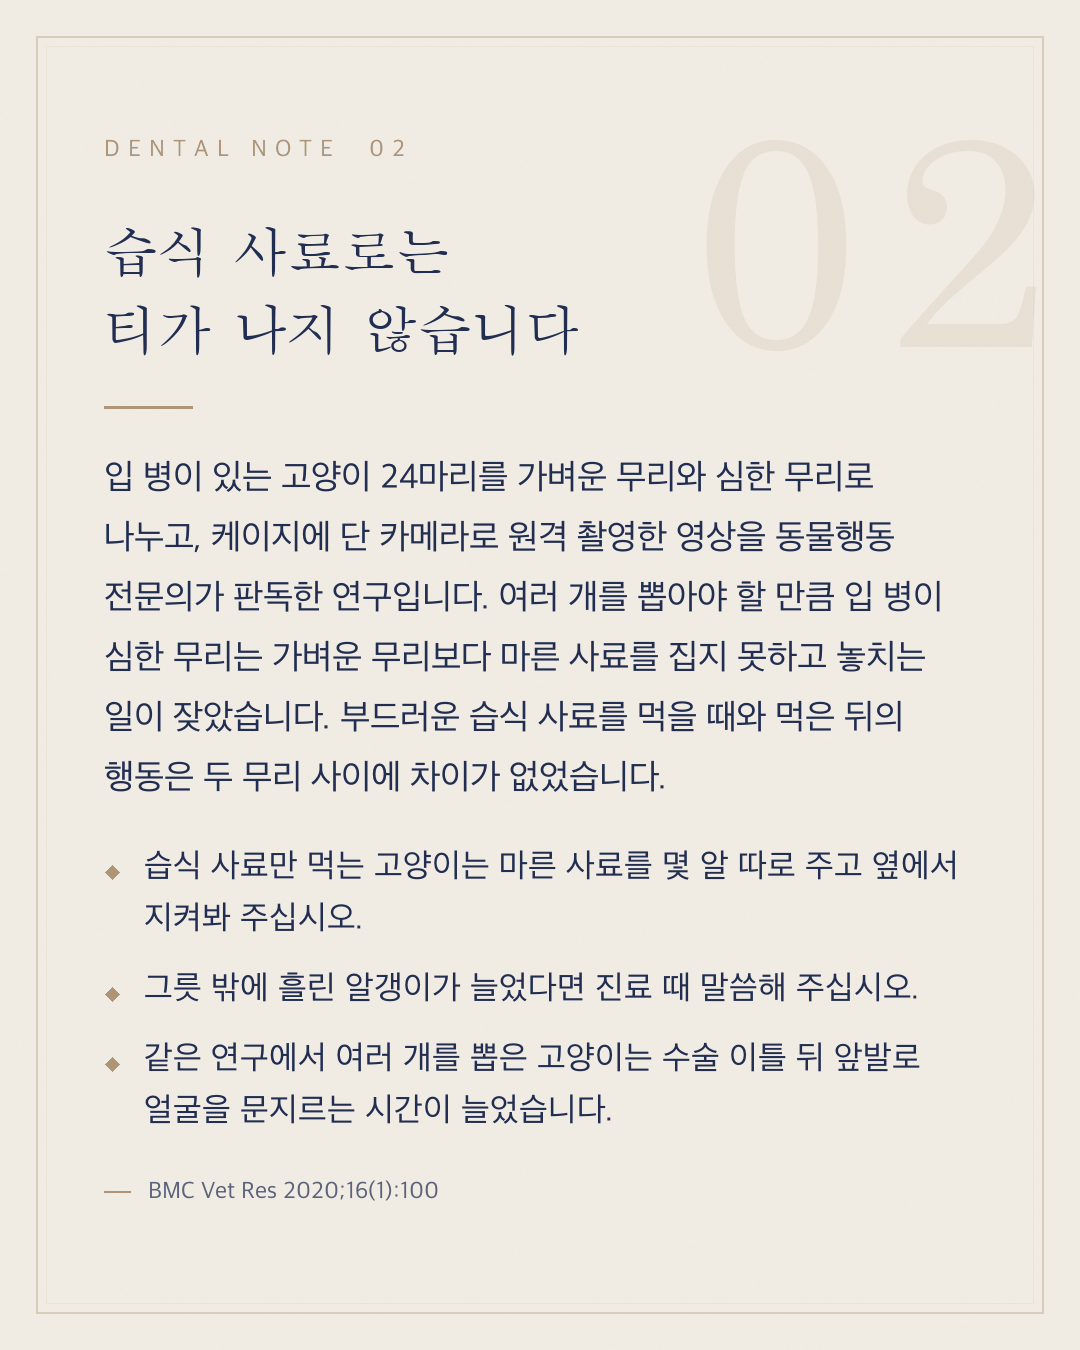 DENTAL NOTE 02
02
습식 사료로는
티가 나지 않습니다
입 병이 있는 고양이 24마리를 가벼운 무리와 심한 무리로
나누고, 케이지에 단 카메라로 원격 촬영한 영상을 동물행동
전문의가 판독한 연구입니다. 여러 개를 뽑아야 할 만큼 입 병이
심한 무리는 가벼운 무리보다 마른 사료를 집지 못하고 놓치는
일이 잦았습니다. 부드러운 습식 사료를 먹을 때와 먹은 뒤의
행동은 두 무리 사이에 차이가 없었습니다.
습식 사료만 먹는 고양이는 마른 사료를 몇 알 따로 주고 옆에서
지켜봐 주십시오.
그릇 밖에 흘린 알갱이가 늘었다면 진료 때 말씀해 주십시오.
같은 연구에서 여러 개를 뽑은 고양이는 수술 이틀 뒤 앞발로
얼굴을 문지르는 시간이 늘었습니다.
BMC Vet Res 2020;16(1):100